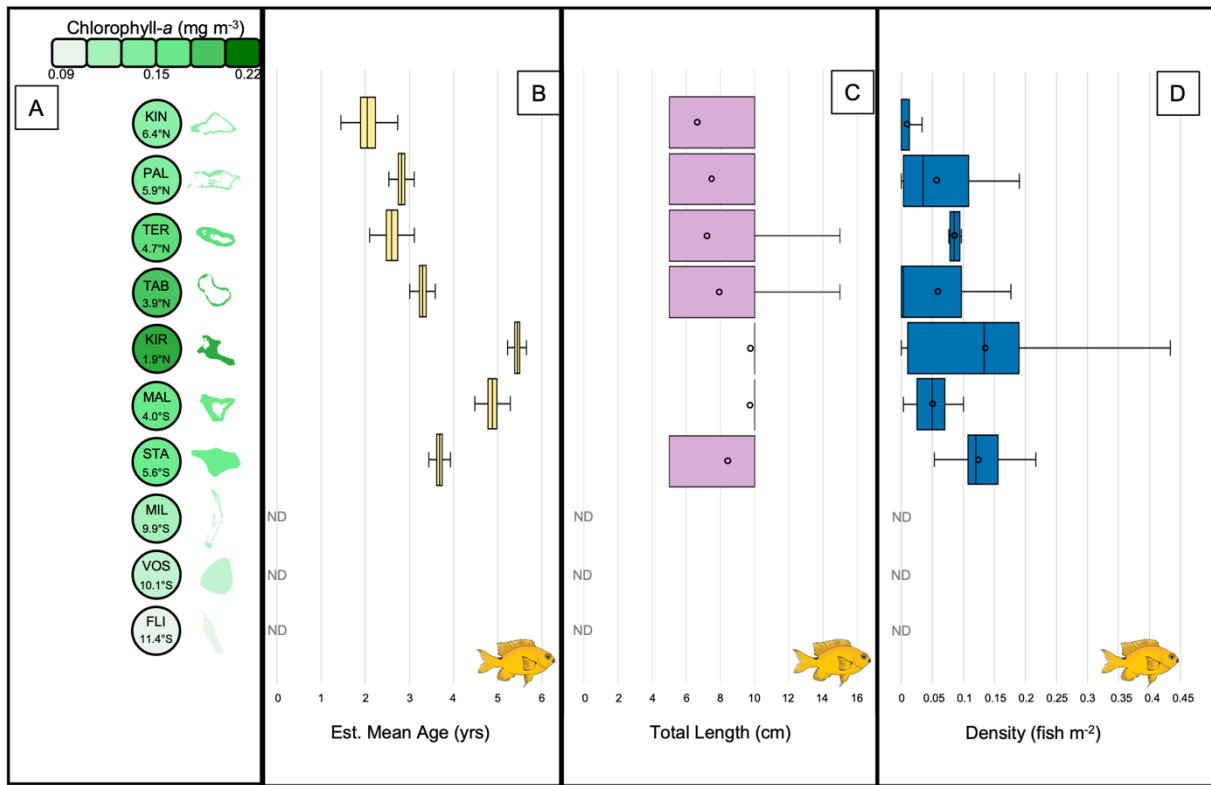 Chlorophyll-a (mg m-3)
0.09 0.15 0.22
A
B
C
D
KIN
6.4°N
PAL
5.9°N
TER
4.7°N
TAB
3.9°N
KIR
1.9°N
MAL
4.0°S
STA
5.6°S
MIL
9.9°S
ND ND ND
VOS
10.1°S
ND ND ND
FLI
11.4°S
ND ND ND
0 1 2 3 4 5 6
Est. Mean Age (yrs)
0 2 4 6 8 10 12 14 16
Total Length (cm)
0 0.05 0.1 0.15 0.2 0.25 0.3 0.35 0.4 0.45
Density (fish m-2)